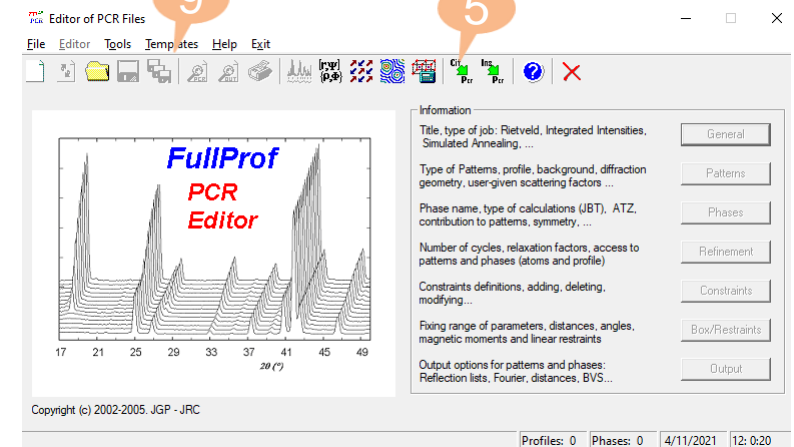 9
5
PCR
Editor of PCR Files
File Editor Tools Templates Help Exit
PCR
OUT
[r,Ψ]
(ρ,Φ)
Cif
Pcr
Ins
Pcr
Information
Title, type of job: Rietveld, Integrated Intensities,
Simulated Annealing, ...
General
Type of Patterns, profile, background, diffraction
geometry, user-given scattering factors ...
Patterns
Phase name, type of calculations (JBT), ATZ,
contribution to patterns, symmetry, ...
Phases
Number of cycles, relaxation factors, access to
patterns and phases (atoms and profile)
Refinement
Constraints definitions, adding, deleting,
modifying...
Constraints
Fixing range of parameters, distances, angles,
magnetic moments and linear restraints
Box/Restraints
Output options for patterns and phases:
Reflection lists, Fourier, distances, BVS...
Output
FullProf
PCR
Editor
17 21 25 29 33 37 41 45 49
2θ (°)
Copyright (c) 2002-2005. JGP - JRC
Profiles: 0 Phases: 0 4/11/2021 12: 0:20